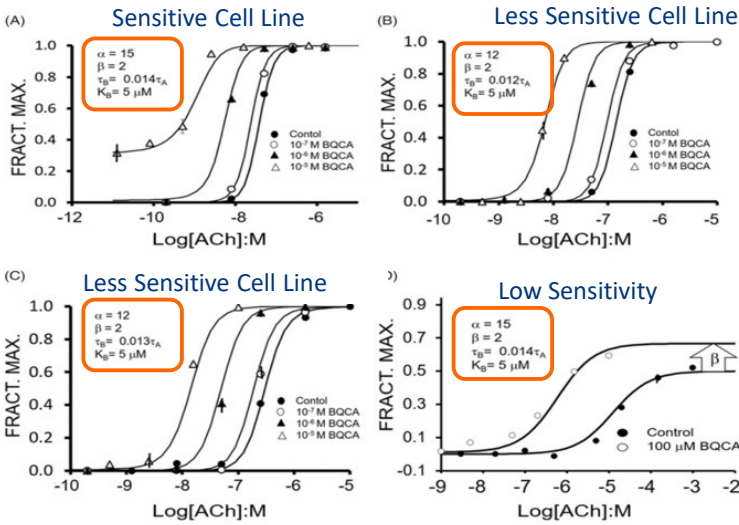 (A)
Sensitive Cell Line
α = 15
β = 2
τB= 0.014τA
KB= 5 μM
FRACT. MAX.
1.0
0.8
0.6
0.4
0.2
0.0
Contol
10-7 M BQCA
10-6 M BQCA
10-5 M BQCA
-12
-10
-8
-6
Log[ACh]:M
(B)
Less Sensitive Cell Line
α = 12
β = 2
τB= 0.012τA
KB= 5 μM
FRACT. MAX.
1.0
0.8
0.6
0.4
0.2
0.0
Contol
10-7 M BQCA
10-6 M BQCA
10-5 M BQCA
-10
-9
-8
-7
-6
-5
Log[ACh]:M
(C)
Less Sensitive Cell Line
α = 12
β = 2
τB= 0.013τA
KB= 5 μM
FRACT. MAX.
1.0
0.8
0.6
0.4
0.2
0.0
Contol
10-7 M BQCA
10-6 M BQCA
10-5 M BQCA
-10
-9
-8
-7
-6
-5
Log[ACh]:M
D)
Low Sensitivity
α = 15
β = 2
τB= 0.014τA
KB= 5 μM
FRACT. MAX.
0.9
0.7
0.5
0.3
0.1
-0.1
β
Control
100 μM BQCA
-9
-8
-7
-6
-5
-4
-3
-2
Log[ACh]:M